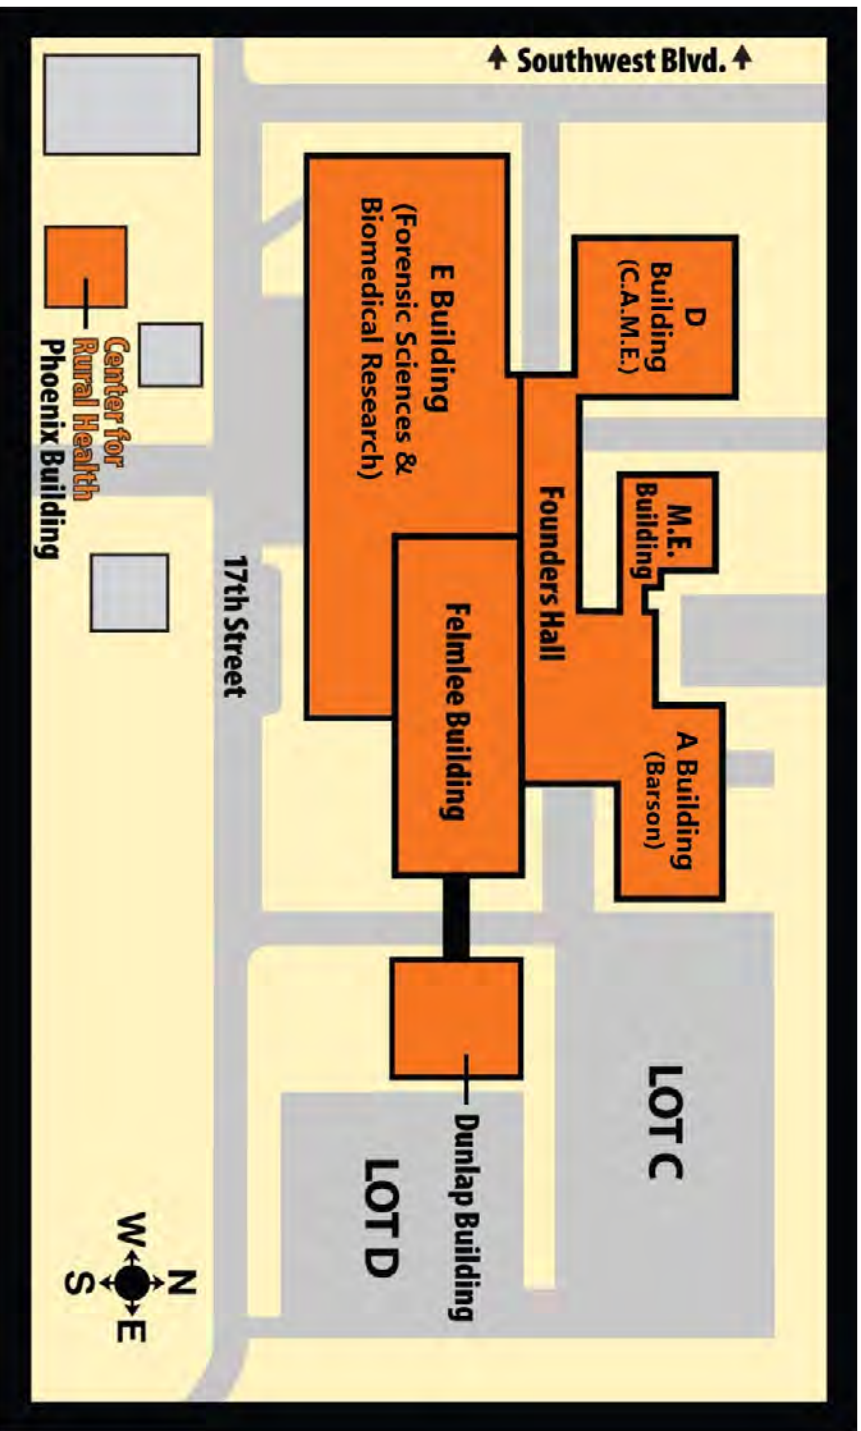 Southwest Blvd.
D
Building
(C.A.M.E.)
E Building
(Forensic Sciences &
Biomedical Research)
M.E.
Building
Founders Hall
A Building
(Barson)
Felmlee Building
Center for
Rural Health
Phoenix Building
17th Street
LOT C
Dunlap Building
LOT D
N
W
E
S